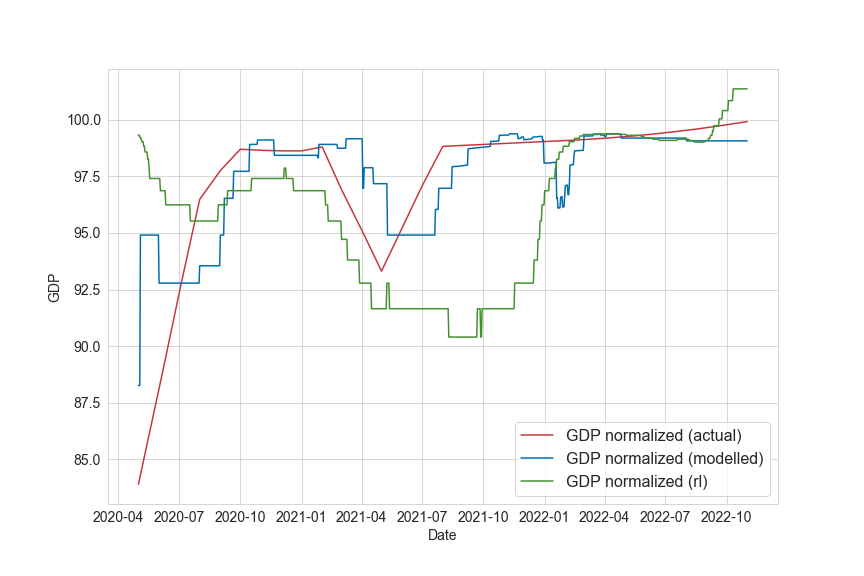 100.0
97.5
95.0
92.5
90.0
87.5
85.0
GDP
GDP normalized (actual)
GDP normalized (modelled)
GDP normalized (rl)
2020-04 2020-07 2020-10 2021-01 2021-04 2021-07 2021-10 2022-01 2022-04 2022-07 2022-10
Date